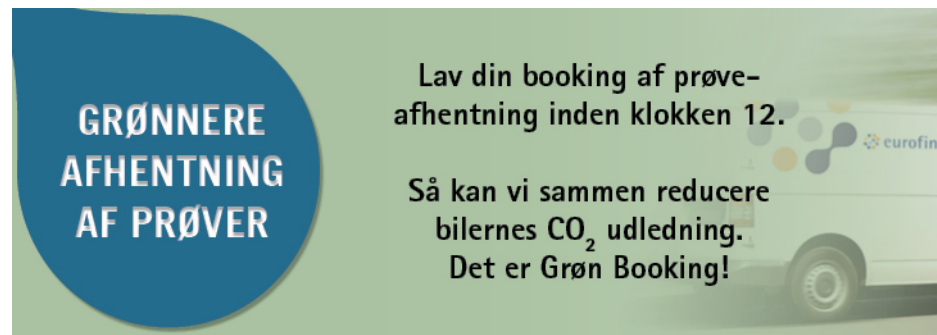 GRØNNERE
AFHENTNING
AF PRØVER
Lav din booking af prøve-
afhentning inden klokken 12.
Så kan vi sammen reducere
bilernes CO₂ udledning.
Det er Grøn Booking!
eurofin